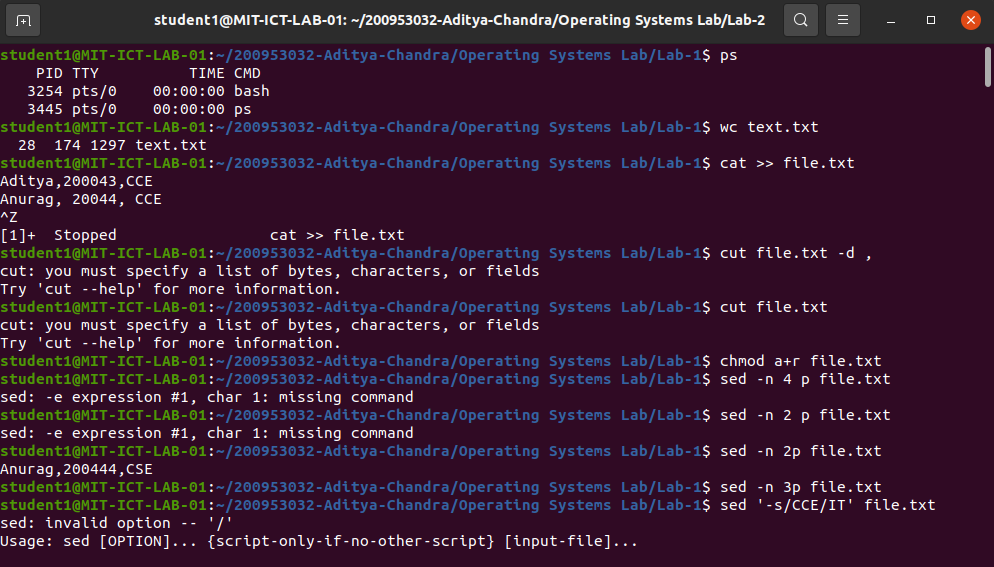 student1@MIT-ICT-LAB-01: ~/200953032-Aditya-Chandra/Operating Systems Lab/Lab-2
student1@MIT-ICT-LAB-01:~/200953032-Aditya-Chandra/Operating Systems Lab/Lab-1$ ps
    PID TTY          TIME CMD
   3254 pts/0    00:00:00 bash
   3445 pts/0    00:00:00 ps
student1@MIT-ICT-LAB-01:~/200953032-Aditya-Chandra/Operating Systems Lab/Lab-1$ wc text.txt
  28  174 1297 text.txt
student1@MIT-ICT-LAB-01:~/200953032-Aditya-Chandra/Operating Systems Lab/Lab-1$ cat >> file.txt
Aditya,200043,CCE
Anurag, 20044, CCE
^Z
[1]+  Stopped                 cat >> file.txt
student1@MIT-ICT-LAB-01:~/200953032-Aditya-Chandra/Operating Systems Lab/Lab-1$ cut file.txt -d ,
cut: you must specify a list of bytes, characters, or fields
Try 'cut --help' for more information.
student1@MIT-ICT-LAB-01:~/200953032-Aditya-Chandra/Operating Systems Lab/Lab-1$ cut file.txt
cut: you must specify a list of bytes, characters, or fields
Try 'cut --help' for more information.
student1@MIT-ICT-LAB-01:~/200953032-Aditya-Chandra/Operating Systems Lab/Lab-1$ chmod a+r file.txt
student1@MIT-ICT-LAB-01:~/200953032-Aditya-Chandra/Operating Systems Lab/Lab-1$ sed -n 4 p file.txt
sed: -e expression #1, char 1: missing command
student1@MIT-ICT-LAB-01:~/200953032-Aditya-Chandra/Operating Systems Lab/Lab-1$ sed -n 2 p file.txt
sed: -e expression #1, char 1: missing command
student1@MIT-ICT-LAB-01:~/200953032-Aditya-Chandra/Operating Systems Lab/Lab-1$ sed -n 2p file.txt
Anurag,200444,CSE
student1@MIT-ICT-LAB-01:~/200953032-Aditya-Chandra/Operating Systems Lab/Lab-1$ sed -n 3p file.txt
student1@MIT-ICT-LAB-01:~/200953032-Aditya-Chandra/Operating Systems Lab/Lab-1$ sed '-s/CCE/IT' file.txt
sed: invalid option -- '/'
Usage: sed [OPTION]... {script-only-if-no-other-script} [input-file]...